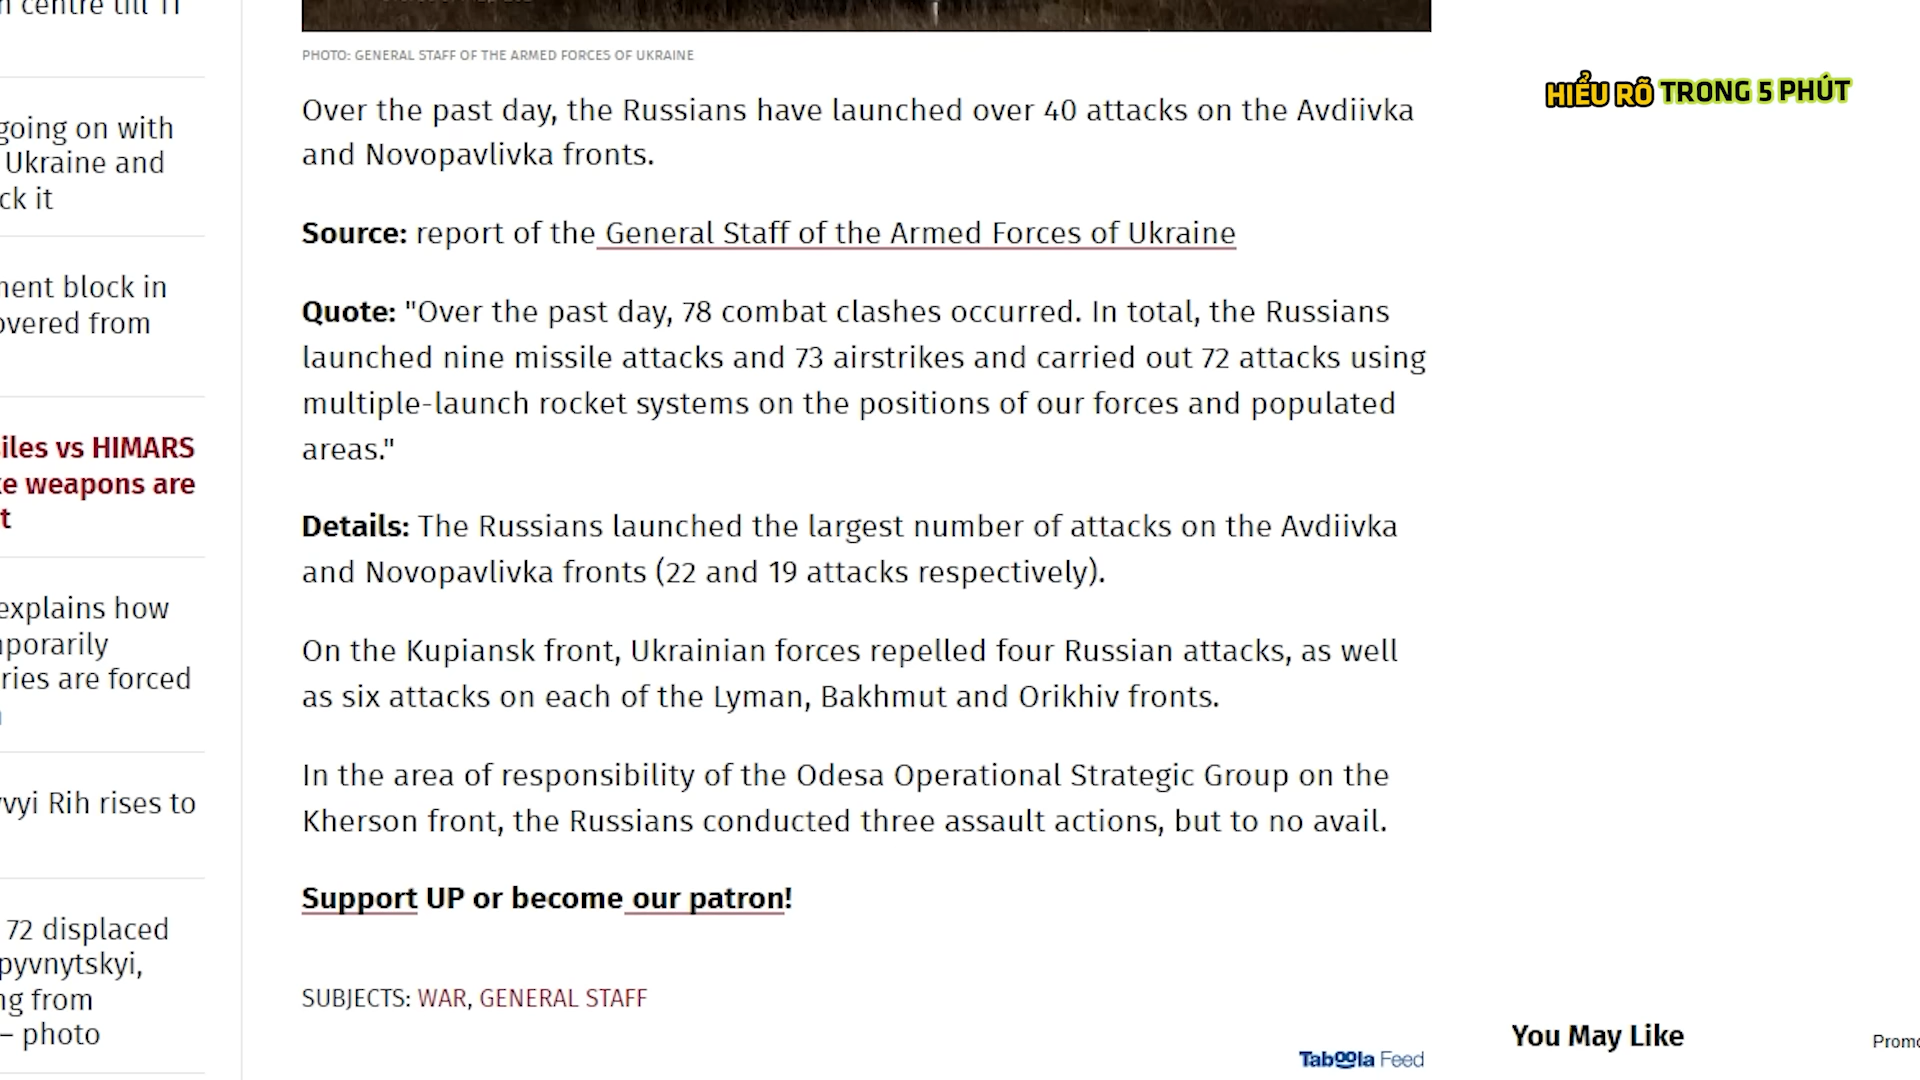 centre till 11
going on with
Ukraine and
ck it
ment block in
overed from
siles vs HIMARS
te weapons are
t
explains how
mporarily
ries are forced
vyi Rih rises to
72 displaced
pyvnytskyi,
ng from
– photo
PHOTO: GENERAL STAFF OF THE ARMED FORCES OF UKRAINE
Over the past day, the Russians have launched over 40 attacks on the Avdiivka
and Novopavlivka fronts.
Source: report of the General Staff of the Armed Forces of Ukraine
Quote: "Over the past day, 78 combat clashes occurred. In total, the Russians
launched nine missile attacks and 73 airstrikes and carried out 72 attacks using
multiple-launch rocket systems on the positions of our forces and populated
areas."
Details: The Russians launched the largest number of attacks on the Avdiivka
and Novopavlivka fronts (22 and 19 attacks respectively).
On the Kupiansk front, Ukrainian forces repelled four Russian attacks, as well
as six attacks on each of the Lyman, Bakhmut and Orikhiv fronts.
In the area of responsibility of the Odesa Operational Strategic Group on the
Kherson front, the Russians conducted three assault actions, but to no avail.
Support UP or become our patron!
SUBJECTS: WAR, GENERAL STAFF
Taboola Feed
HIỂU RÕ TRONG 5 PHÚT
You May Like
Promo